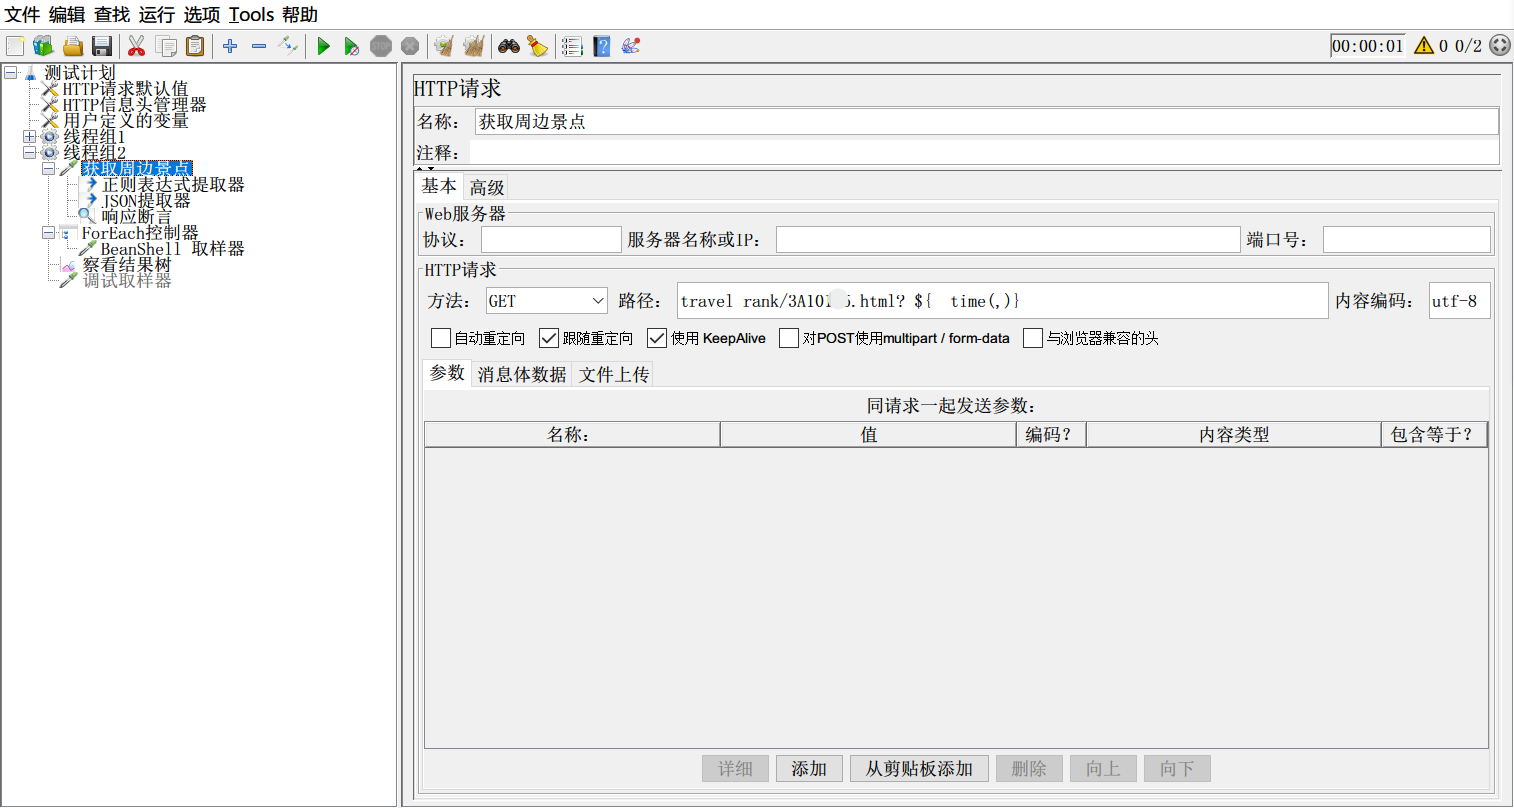 文件 编辑 查找 运行 选项 Tools 帮助
STOP
00:00:01 0 0/2
测试计划
HTTP请求默认值
HTTP信息头管理器
用户定义的变量
线程组1
线程组2
获取周边景点
正则表达式提取器
JSON提取器
响应断言
ForEach控制器
BeanShell 取样器
察看结果树
调试取样器
HTTP请求
名称: 获取周边景点
注释:
基本 高级
Web服务器
协议: 服务器名称或IP: 端口号:
HTTP请求
方法: GET 路径: travel rank/ ${ time(,)} 内容编码: utf-8
自动重定向 跟随重定向 使用 KeepAlive 对POST使用multipart / form-data 与浏览器兼容的头
参数 消息体数据 文件上传
同请求一起发送参数:
名称: 值 编码? 内容类型 包含等于?
详细 添加 从剪贴板添加 删除 向上 向下